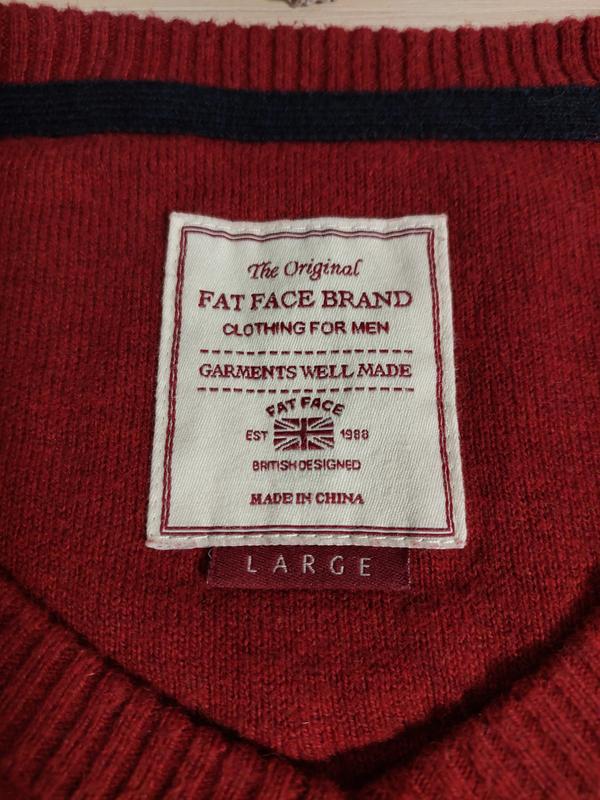 The Original
FAT FACE BRAND
CLOTHING FOR MEN
GARMENTS WELL MADE
FAT FACE
EST 1988
BRITISH DESIGNED
MADE IN CHINA
LARGE